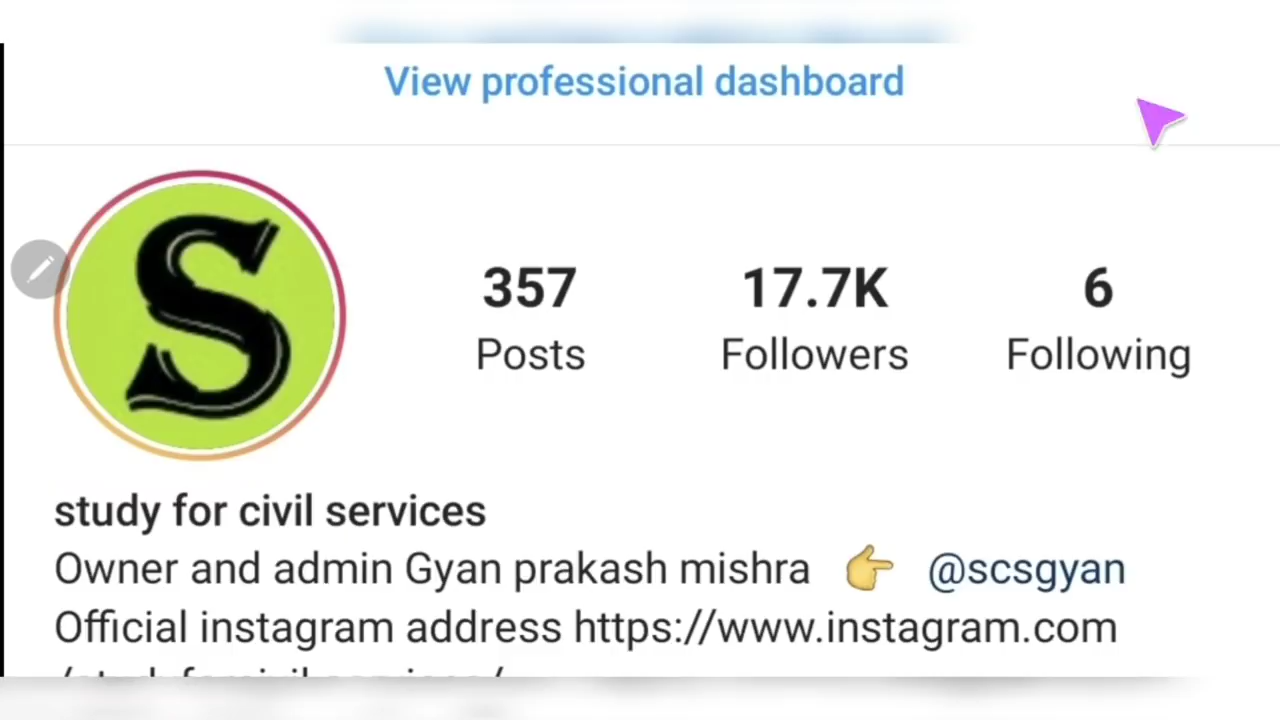 View professional dashboard
S
357
17.7K
6
Posts
Followers
Following
study for civil services
Owner and admin Gyan prakash mishra 👉 @scsgyan
Official instagram address https://www.instagram.com